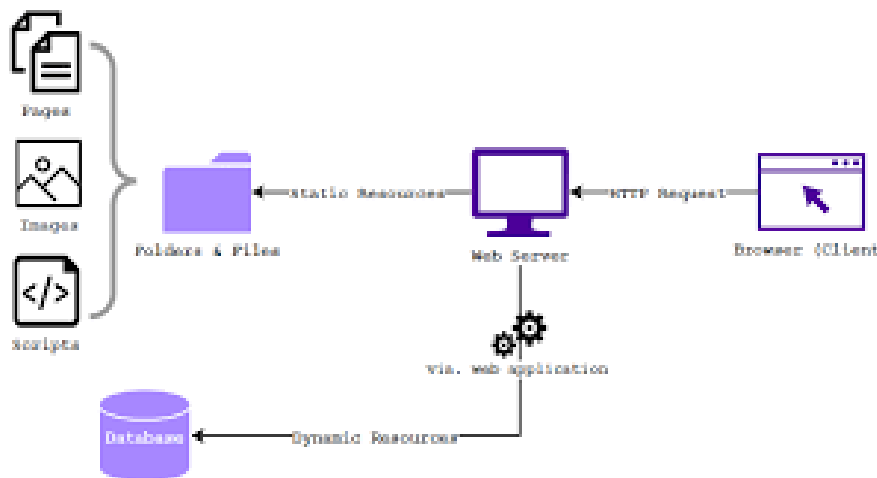 Pages
Images
Scripts
Folders & Files
Static Resources
Web Server
HTTP Request
Browser (Client
via. web application
Dynamic Resources
Database